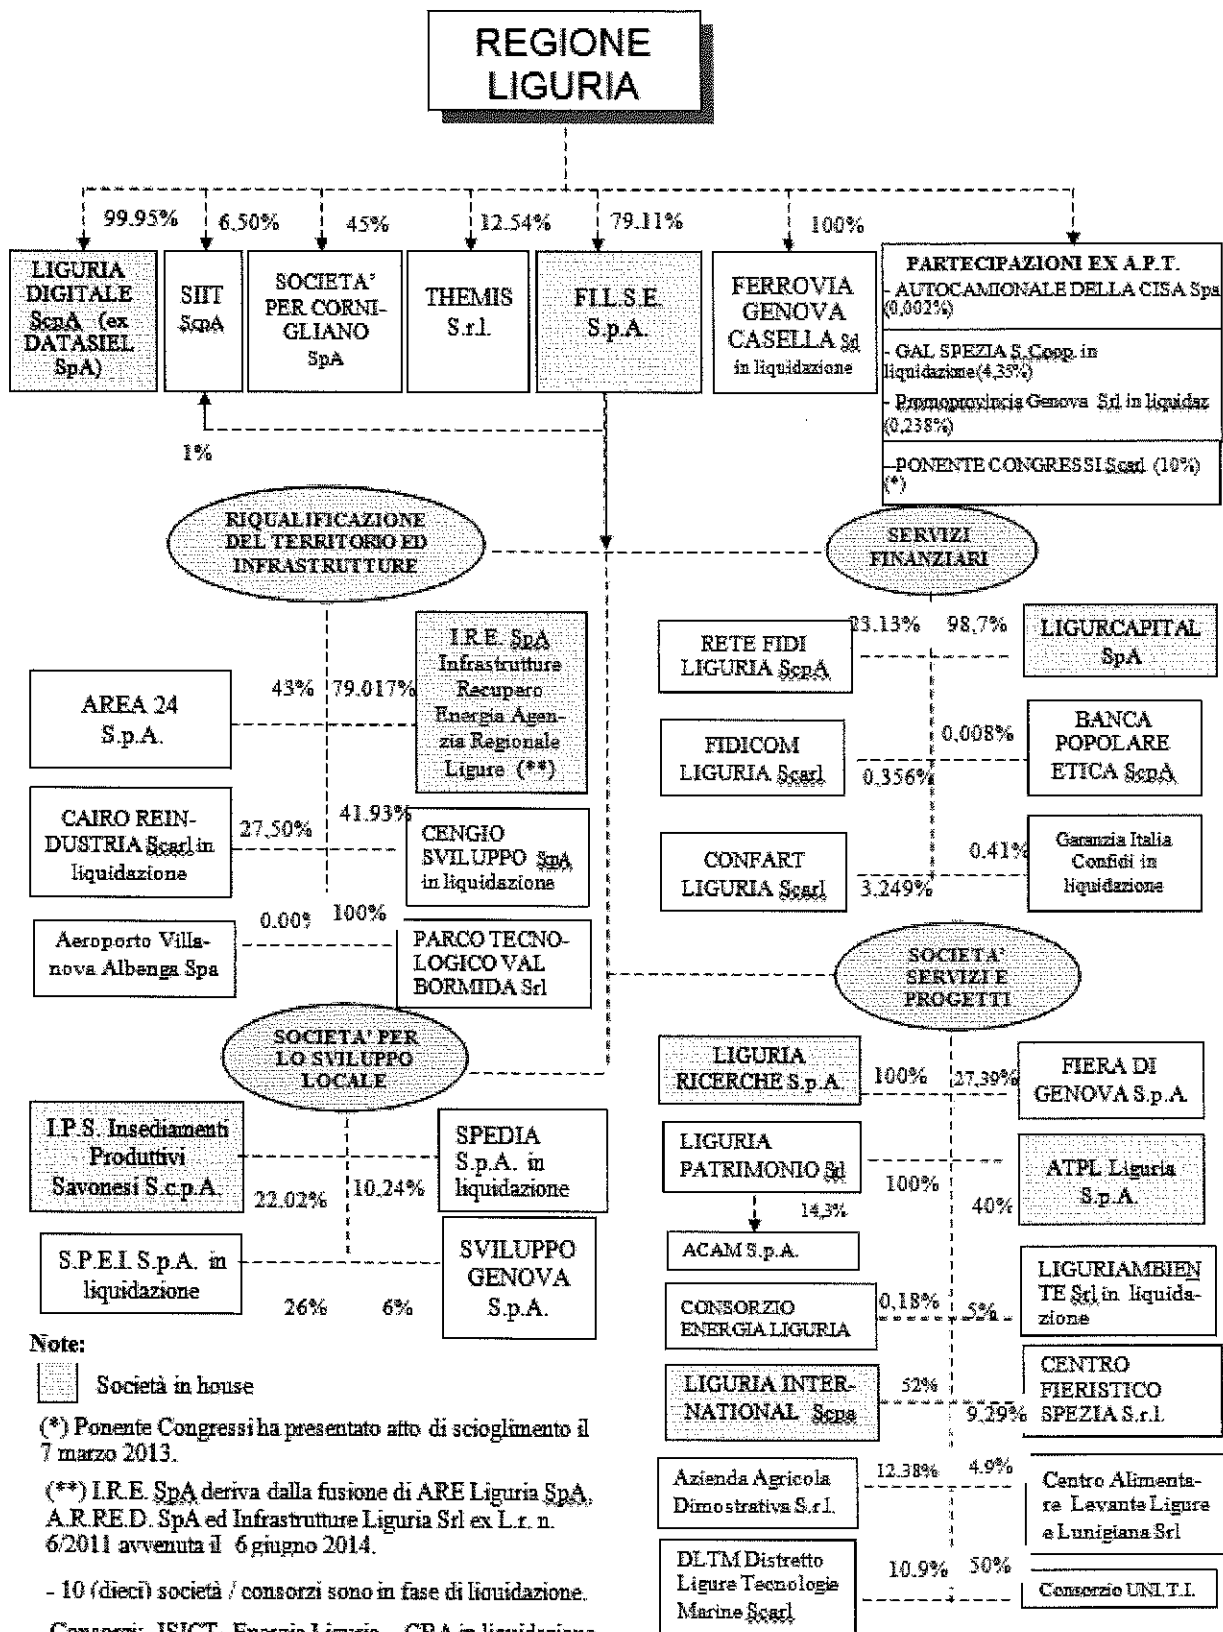 REGIONE
LIGURIA
99.95%
6,50%
45%
12.54%
79.11%
100%
LIGURIA
DIGITALE
ScpA (ex
DATASIEL
SpA)
SIIT
ScpA
SOCIETA'
PER CORNI-
GLIANO
SpA
THEMIS
S.r.l.
FI.L.S.E.
S.p.A.
FERROVIA
GENOVA
CASELLA Srl
in liquidazione
PARTECIPAZIONI EX A.P.T.
- AUTOCAMIONALE DELLA CISA Spa
(0,002%)
- GAL SPEZIA S. Coop. in
liquidazione(4,35%)
- Promoprovincia Genova Srl in liquidaz
(0,238%)
-PONENTE CONGRESSI Scarl (10%)
(*)
1%
RIQUALIFICAZIONE
DEL TERRITORIO ED
INFRASTRUTTURE
SERVIZI
FINANZIARI
AREA 24
S.p.A.
43%
79.017%
I.R.E. SpA
Infrastrutture
Recupero
Energia Agen-
zia Regionale
Ligure (**)
CAIRO REIN-
DUSTRIA Scarl in
liquidazione
27,50%
41.93%
CENGIO
SVILUPPO SpA
in liquidazione
Aeroporto Villa-
nova Albenga Spa
0.00%
100%
PARCO TECNO-
LOGICO VAL
BORMIDA Srl
RETE FIDI
LIGURIA ScpA
23.13%
98,7%
LIGURCAPITAL
SpA
FIDICOM
LIGURIA Scarl
0,356%
0,008%
BANCA
POPOLARE
ETICA ScpA
CONFART
LIGURIA Scarl
3,249%
0.41%
Garanzia Italia
Confidi in
liquidazione
SOCIETA' PER
LO SVILUPPO
LOCALE
I.P.S. Insediamenti
Produttivi
Savonesi S.c.p.A.
22.02%
10,24%
SPEDIA
S.p.A. in
liquidazione
S.P.E.I. S.p.A. in
liquidazione
26%
6%
SVILUPPO
GENOVA
S.p.A.
SOCIETA'
SERVIZI E
PROGETTI
LIGURIA
RICERCHE S.p.A.
100%
27,39%
FIERA DI
GENOVA S.p.A
LIGURIA
PATRIMONIO Srl
100%
40%
ATPL Liguria
S.p.A.
14,3%
ACAM S.p.A.
CONSORZIO
ENERGIA LIGURIA
0,18%
5%
LIGURIAMBIEN
TE Srl in liquida-
zione
LIGURIA INTER-
NATIONAL Scpa
52%
9.29%
CENTRO
FIERISTICO
SPEZIA S.r.l.
Azienda Agricola
Dimostrativa S.r.l.
12.38%
4.9%
Centro Alimenta-
re Levante Ligure
e Lunigiana Srl
DLTM Distretto
Ligure Tecnologie
Marine Scarl
10.9%
50%
Consorzio UNI.T.I.
Note:
Società in house
(*) Ponente Congressi ha presentato atto di scioglimento il
7 marzo 2013.
(**) I.R.E. SpA deriva dalla fusione di ARE Liguria SpA,
A.R.RE.D. SpA ed Infrastrutture Liguria Srl ex L.r. n.
6/2011 avvenuta il 6 giugno 2014.
- 10 (dieci) società / consorzi sono in fase di liquidazione.
Consorzi: ISICT, Energia Liguria, CRA in liquidazione